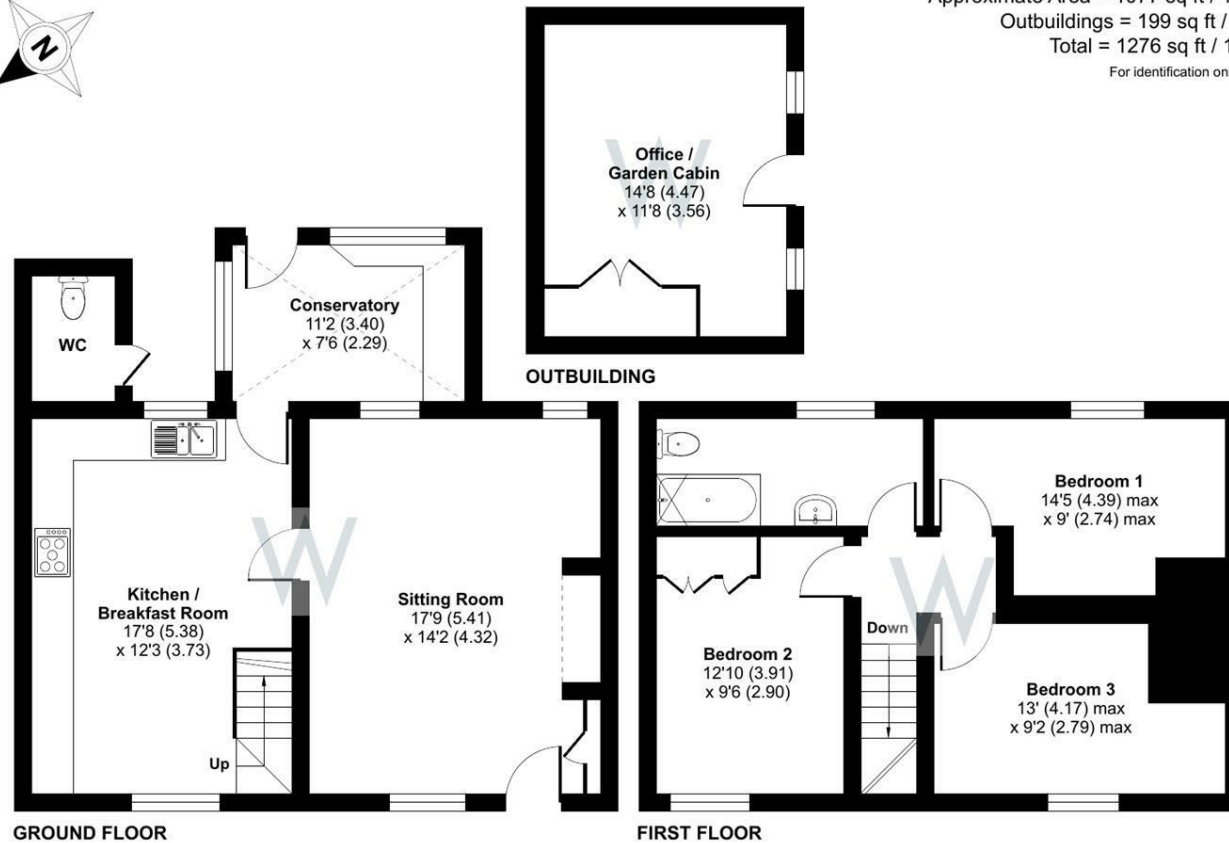 Approximate Area = 1077 sq ft / 1
Outbuildings = 199 sq ft /
Total = 1276 sq ft / 1
For identification on
N
Office /
Garden Cabin
14'8 (4.47)
x 11'8 (3.56)
OUTBUILDING
WC
Conservatory
11'2 (3.40)
x 7'6 (2.29)
Kitchen /
Breakfast Room
17'8 (5.38)
x 12'3 (3.73)
Up
Sitting Room
17'9 (5.41)
x 14'2 (4.32)
GROUND FLOOR
Bedroom 1
14'5 (4.39) max
x 9' (2.74) max
Down
Bedroom 2
12'10 (3.91)
x 9'6 (2.90)
Bedroom 3
13' (4.17) max
x 9'2 (2.79) max
FIRST FLOOR
W
W
W